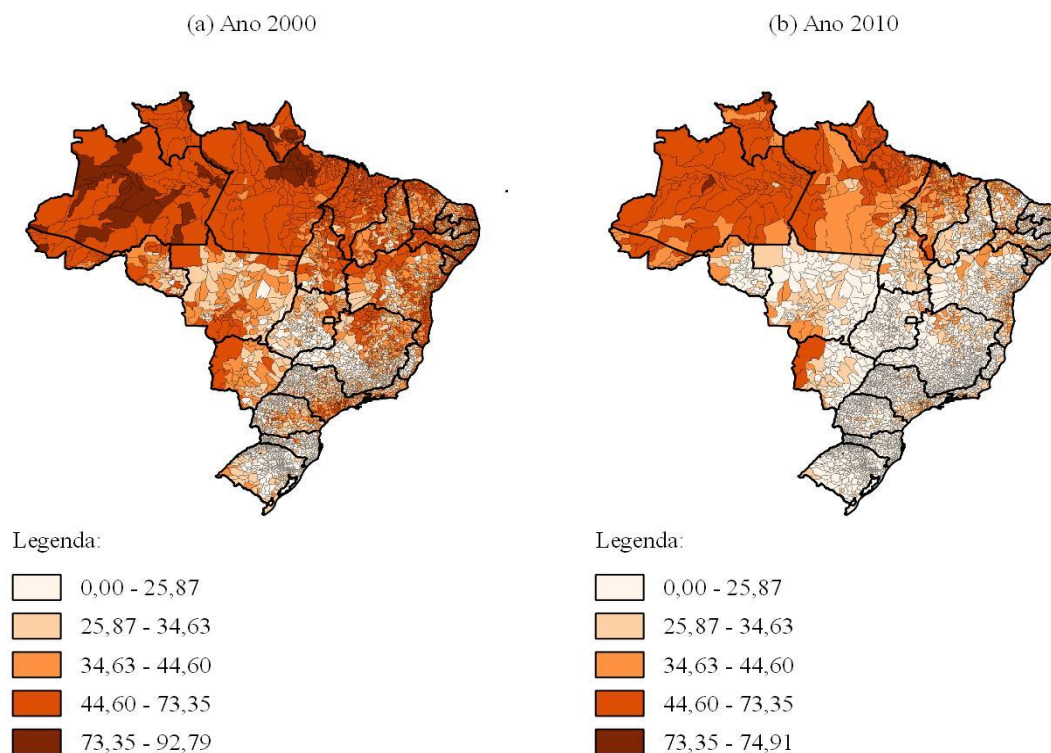 (a) Ano 2000
(b) Ano 2010
Legenda:
0,00 - 25,87
25,87 - 34,63
34,63 - 44,60
44,60 - 73,35
73,35 - 92,79
Legenda:
0,00 - 25,87
25,87 - 34,63
34,63 - 44,60
44,60 - 73,35
73,35 - 74,91